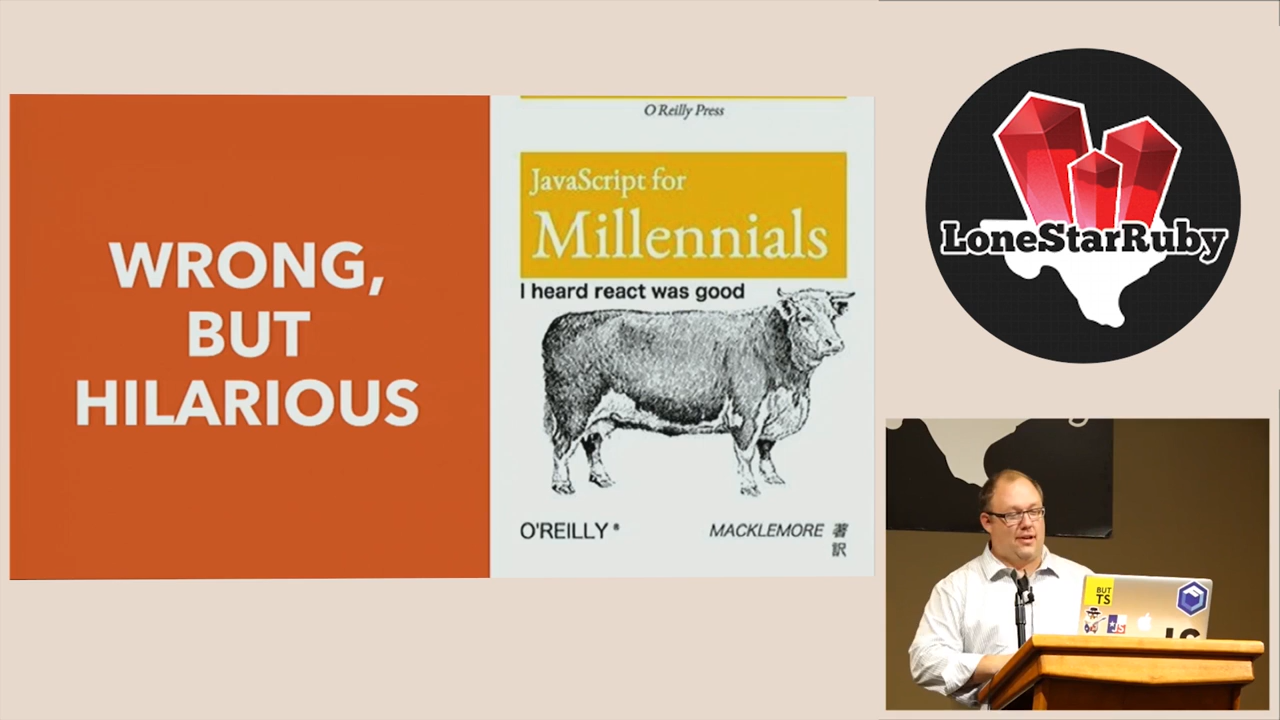 WRONG,
BUT
HILARIOUS
O'Reilly Press
JavaScript for
Millennials
I heard react was good
O'REILLY®
MACKLEMORE 著
訳
LoneStarRuby
BUT
TS
JS